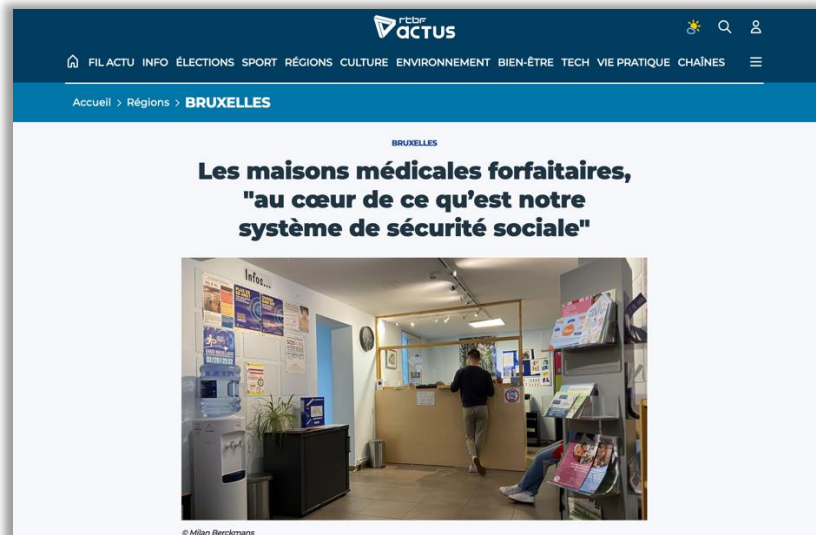 rtbf
actus
FIL ACTU INFO ÉLECTIONS SPORT RÉGIONS CULTURE ENVIRONNEMENT BIEN-ÊTRE TECH VIE PRATIQUE CHAÎNES
Accueil > Régions > BRUXELLES
BRUXELLES
Les maisons médicales forfaitaires,
"au cœur de ce qu’est notre
système de sécurité sociale"
Infos...
© Milan Berckmans